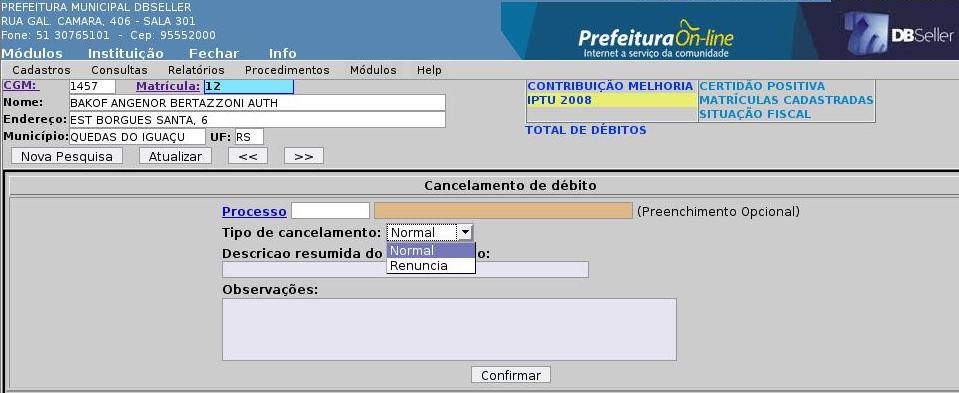 PREFEITURA MUNICIPAL DBSELLER
RUA GAL. CAMARA, 406 - SALA 301
Fone: 51 30765101 - Cep: 95552000
Prefeitura On-line
Internet a serviço da comunidade
DBSeller
Módulos Instituição Fechar Info
Cadastros Consultas Relatórios Procedimentos Módulos Help
CGM: 1457 Matrícula: 12
Nome: BAKOF ANGENOR BERTAZZONI AUTH
Endereço: EST BORGUES SANTA, 6
Município: QUEDAS DO IGUAÇU UF: RS
CONTRIBUIÇÃO MELHORIA
IPTU 2008
TOTAL DE DÉBITOS
CERTIDÃO POSITIVA
MATRÍCULAS CADASTRADAS
SITUAÇÃO FISCAL
Nova Pesquisa Atualizar << >>
Cancelamento de débito
Processo (Preenchimento Opcional)
Tipo de cancelamento: Normal
Normal
Renuncia
Descricao resumida do o:
Observações:
Confirmar